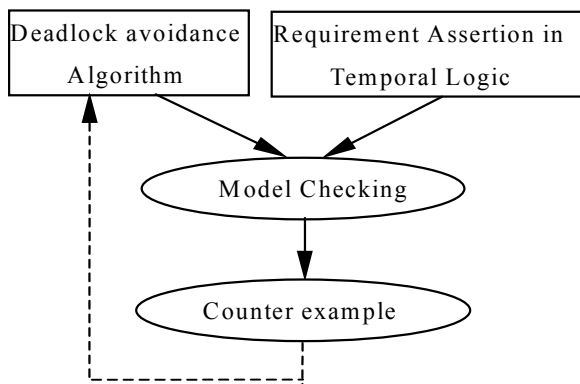 Deadlock avoidance
Algorithm
Requirement Assertion in
Temporal Logic
Model Checking
Counter example